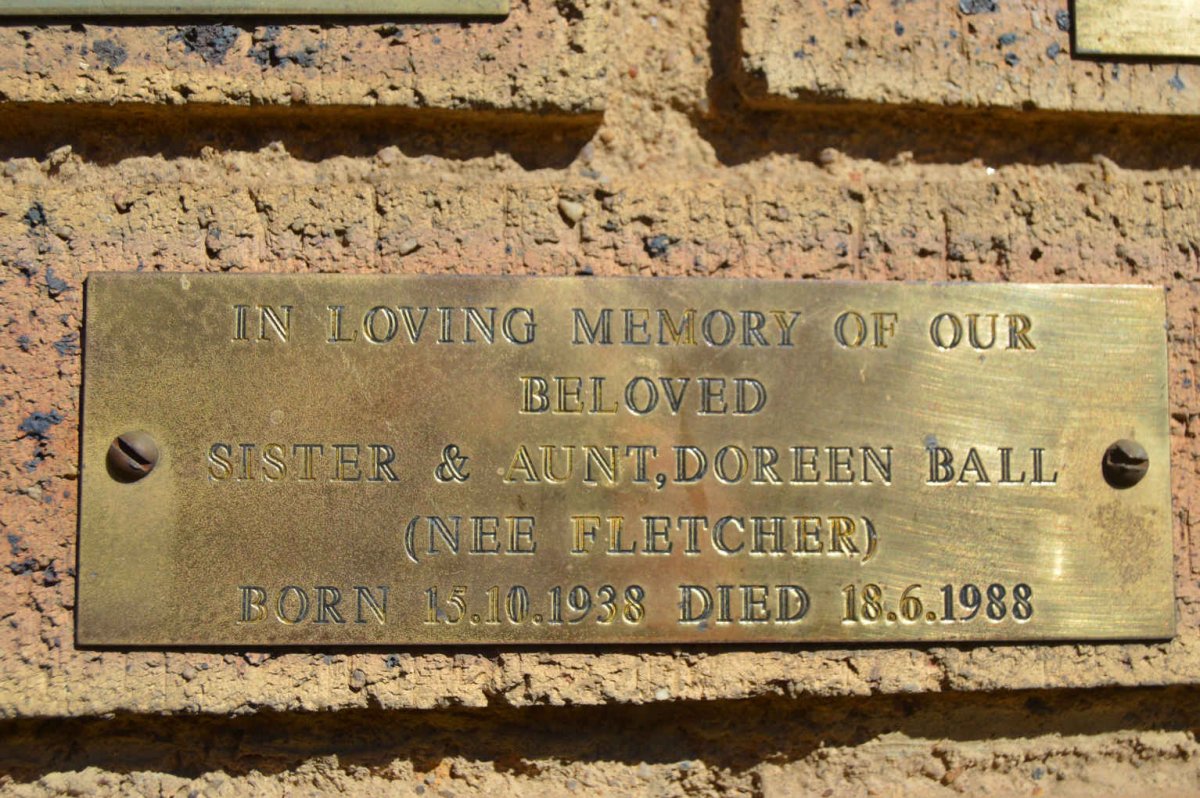 IN LOVING MEMORY OF OUR
BELOVED
SISTER & AUNT,DOREEN BALL
(NEE FLETCHER)
BORN 15.10.1938 DIED 18.6.1988